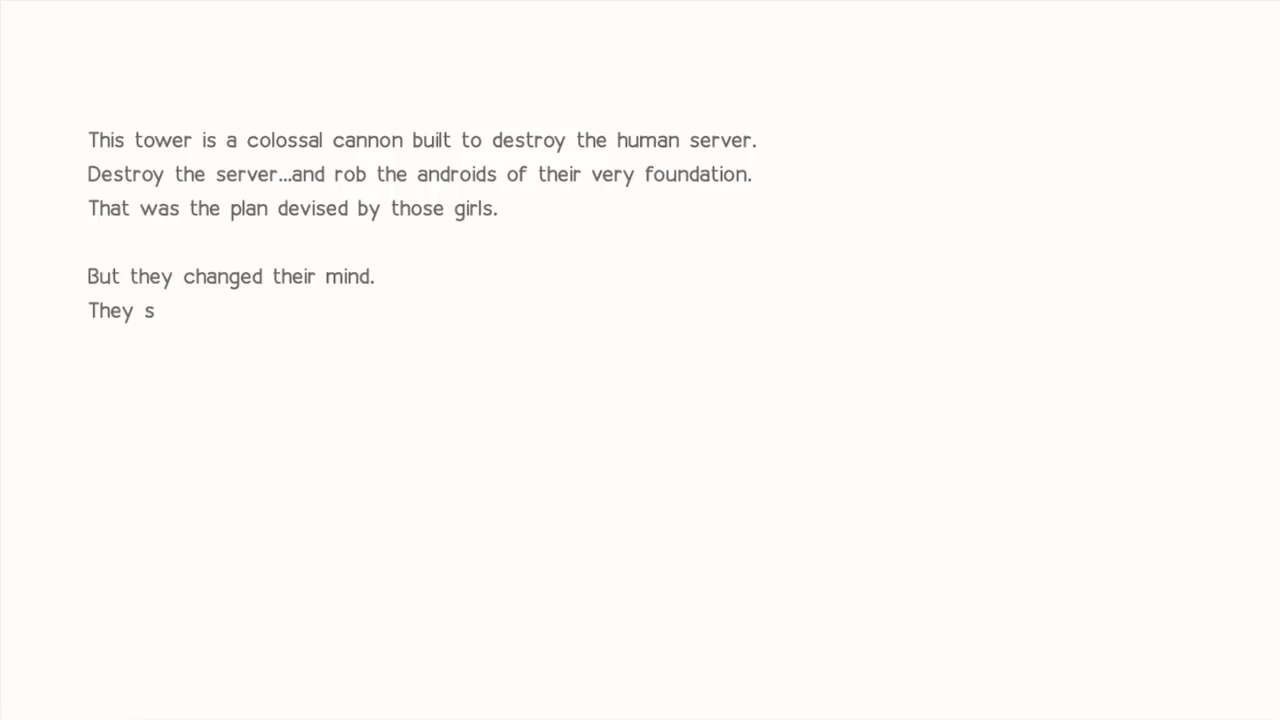 This tower is a colossal cannon built to destroy the human server.
Destroy the server...and rob the androids of their very foundation.
That was the plan devised by those girls.
But they changed their mind.
They s